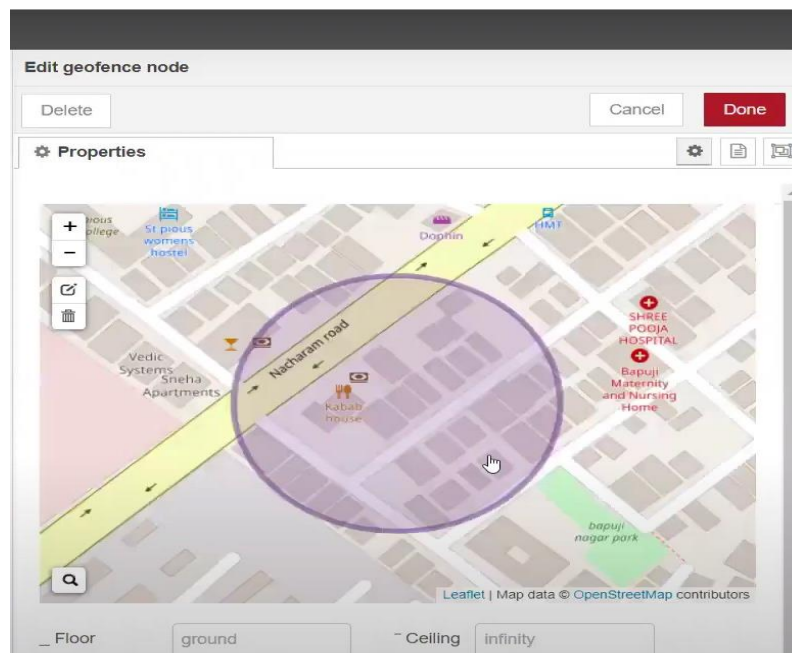 Edit geofence node
Delete
Cancel
Done
Properties
+
−
St pious
womens
hostel
Dophin
HMT
SHREE
POOJA
HOSPITAL
Nacharam road
Vedic
Systems
Sneha
Apartments
Bapuji
Maternity
and Nursing
Home
Kabab
house
bapuji
nagar park
Leaflet | Map data © OpenStreetMap contributors
_ Floor
ground
¯ Ceiling
infinity